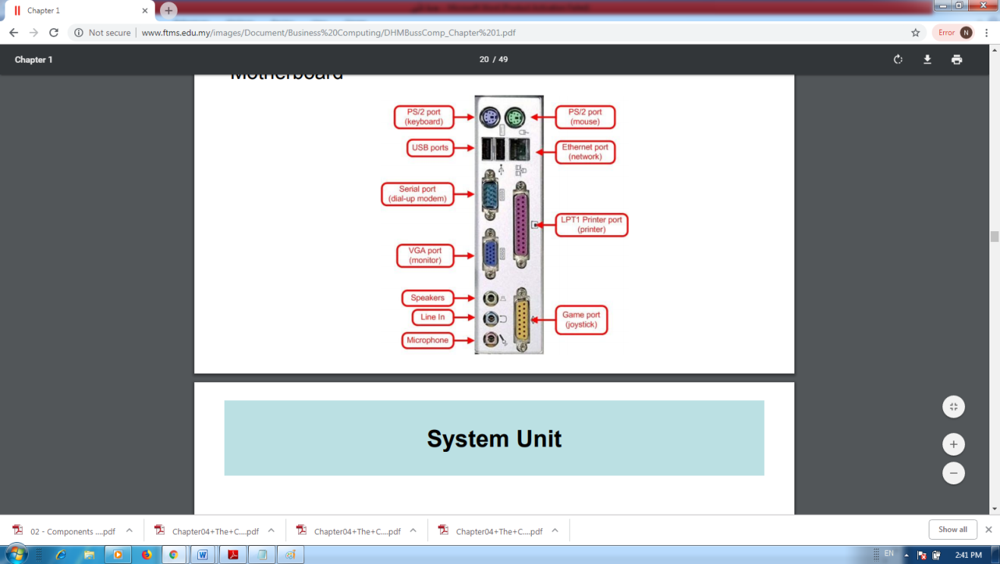 Chapter 1
Not secure | www.ftms.edu.my/images/Document/Business%20Computing/DHMBussComp_Chapter%201.pdf
Error N
Chapter 1
20 / 49
Motherboard
PS/2 port
(keyboard)
PS/2 port
(mouse)
USB ports
Ethernet port
(network)
Serial port
(dial-up modem)
LPT1 Printer port
(printer)
VGA port
(monitor)
Speakers
Line In
Microphone
Game port
(joystick)
System Unit
02 - Components ....pdf
Chapter04+The+C....pdf
Chapter04+The+C....pdf
Chapter04+The+C....pdf
Show all
EN
2:41 PM